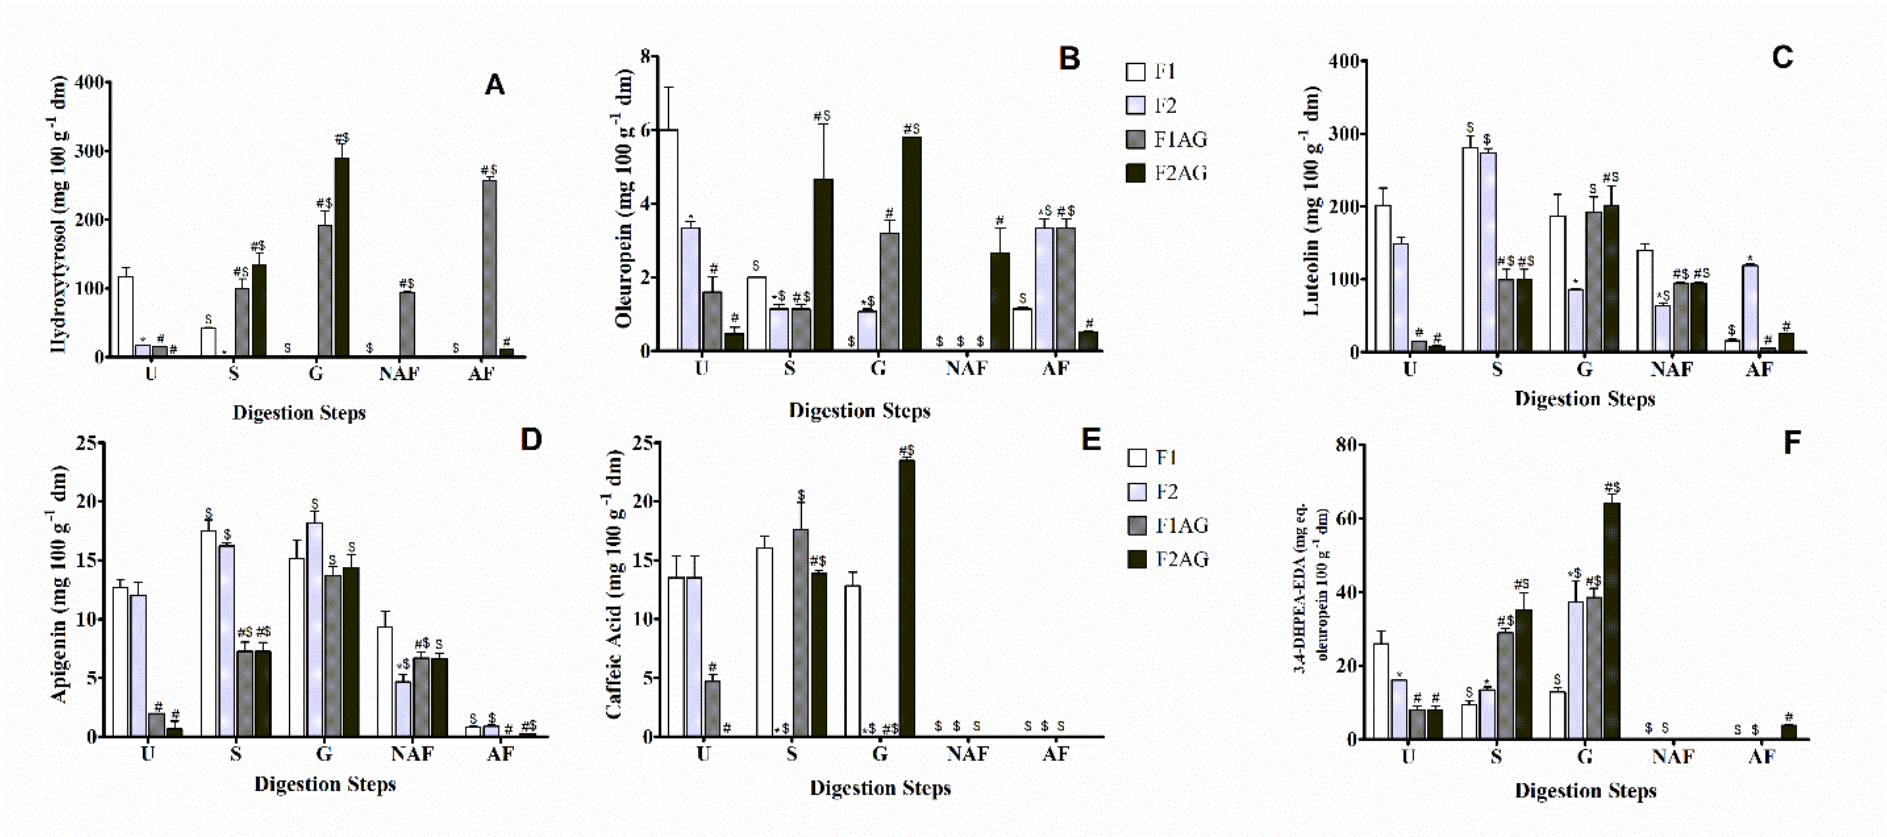 A
Hydroxytyrosol (mg 100 g-1 dm)
400
300
200
100
0
U S G NAF AF
Digestion Steps
* # # $ * #$ #$ $ #$ #$ $ #$ $ #$ #
B
Oleuropein (mg 100 g-1 dm)
8
6
4
2
0
U S G NAF AF
Digestion Steps
* # # $ *$ #$ #$ $ *$ # #$ $ $ $ # $ *$ #$ #
F1
F2
F1AG
F2AG
C
Luteolin (mg 100 g-1 dm)
400
300
200
100
0
U S G NAF AF
Digestion Steps
# # $ $ #$ #$ * $ #$ *$ #$ #$ $ * # #
D
Apigenin (mg 100 g-1 dm)
25
20
15
10
5
0
U S G NAF AF
Digestion Steps
# # $ $ #$ #$ $ $ $ *$ #$ $ $ $ # #$
E
Caffeic Acid (mg 100 g-1 dm)
25
20
15
10
5
0
U S G NAF AF
Digestion Steps
# # *$ $ #$ *$ #$ #$ $ $ $ $ $ $
F1
F2
F1AG
F2AG
F
3,4-DHPEA-EDA (mg eq.
oleuropein 100 g-1 dm)
80
60
40
20
0
U S G NAF AF
Digestion Steps
* # # $ * #$ #$ $ *$ #$ #$ $ $ $ $ #